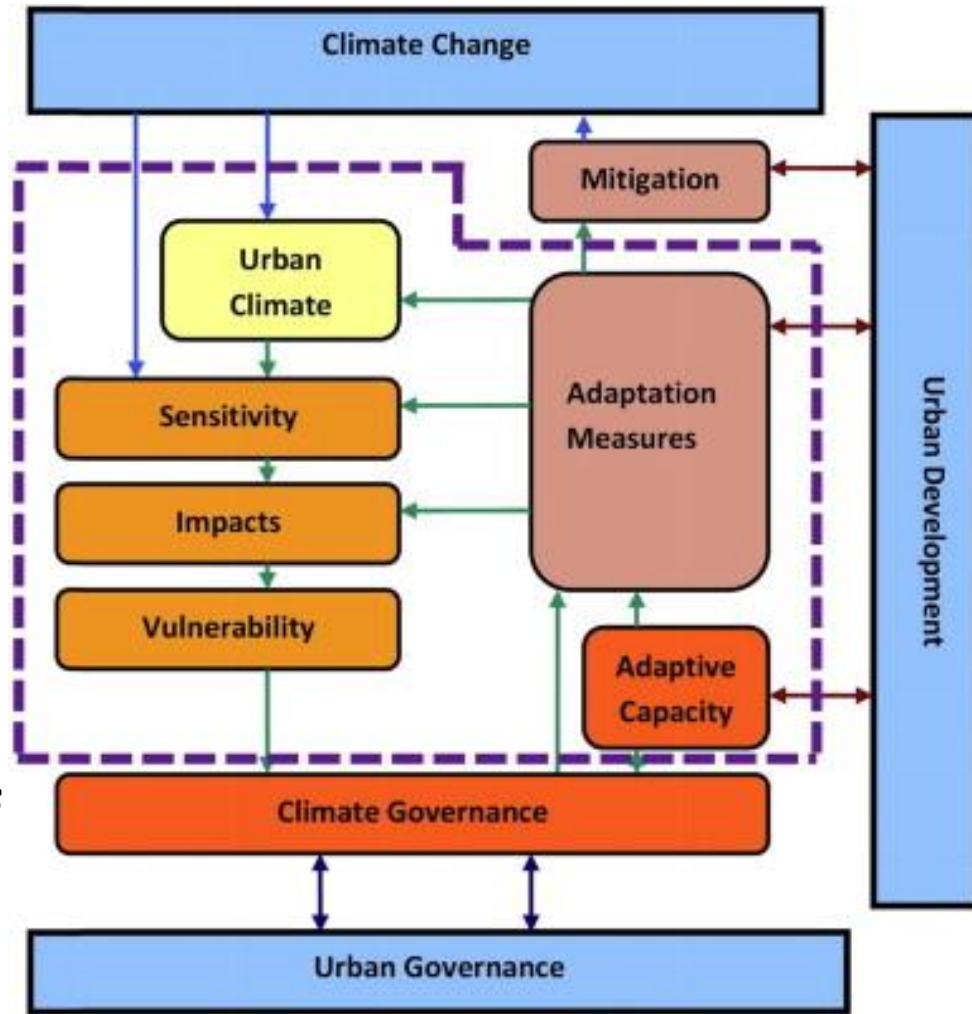 Climate Change
Mitigation
Urban
Climate
Sensitivity
Adaptation
Measures
Impacts
Vulnerability
Adaptive
Capacity
Urban Development
Climate Governance
Urban Governance